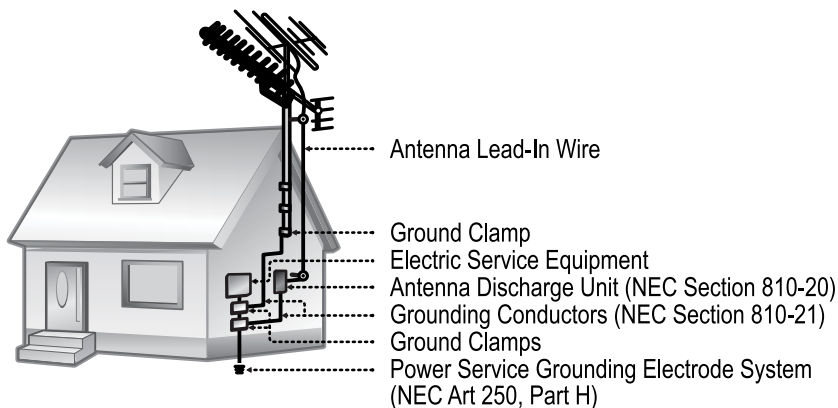 Antenna Lead-In Wire
Ground Clamp
Electric Service Equipment
Antenna Discharge Unit (NEC Section 810-20)
Grounding Conductors (NEC Section 810-21)
Ground Clamps
Power Service Grounding Electrode System
(NEC Art 250, Part H)